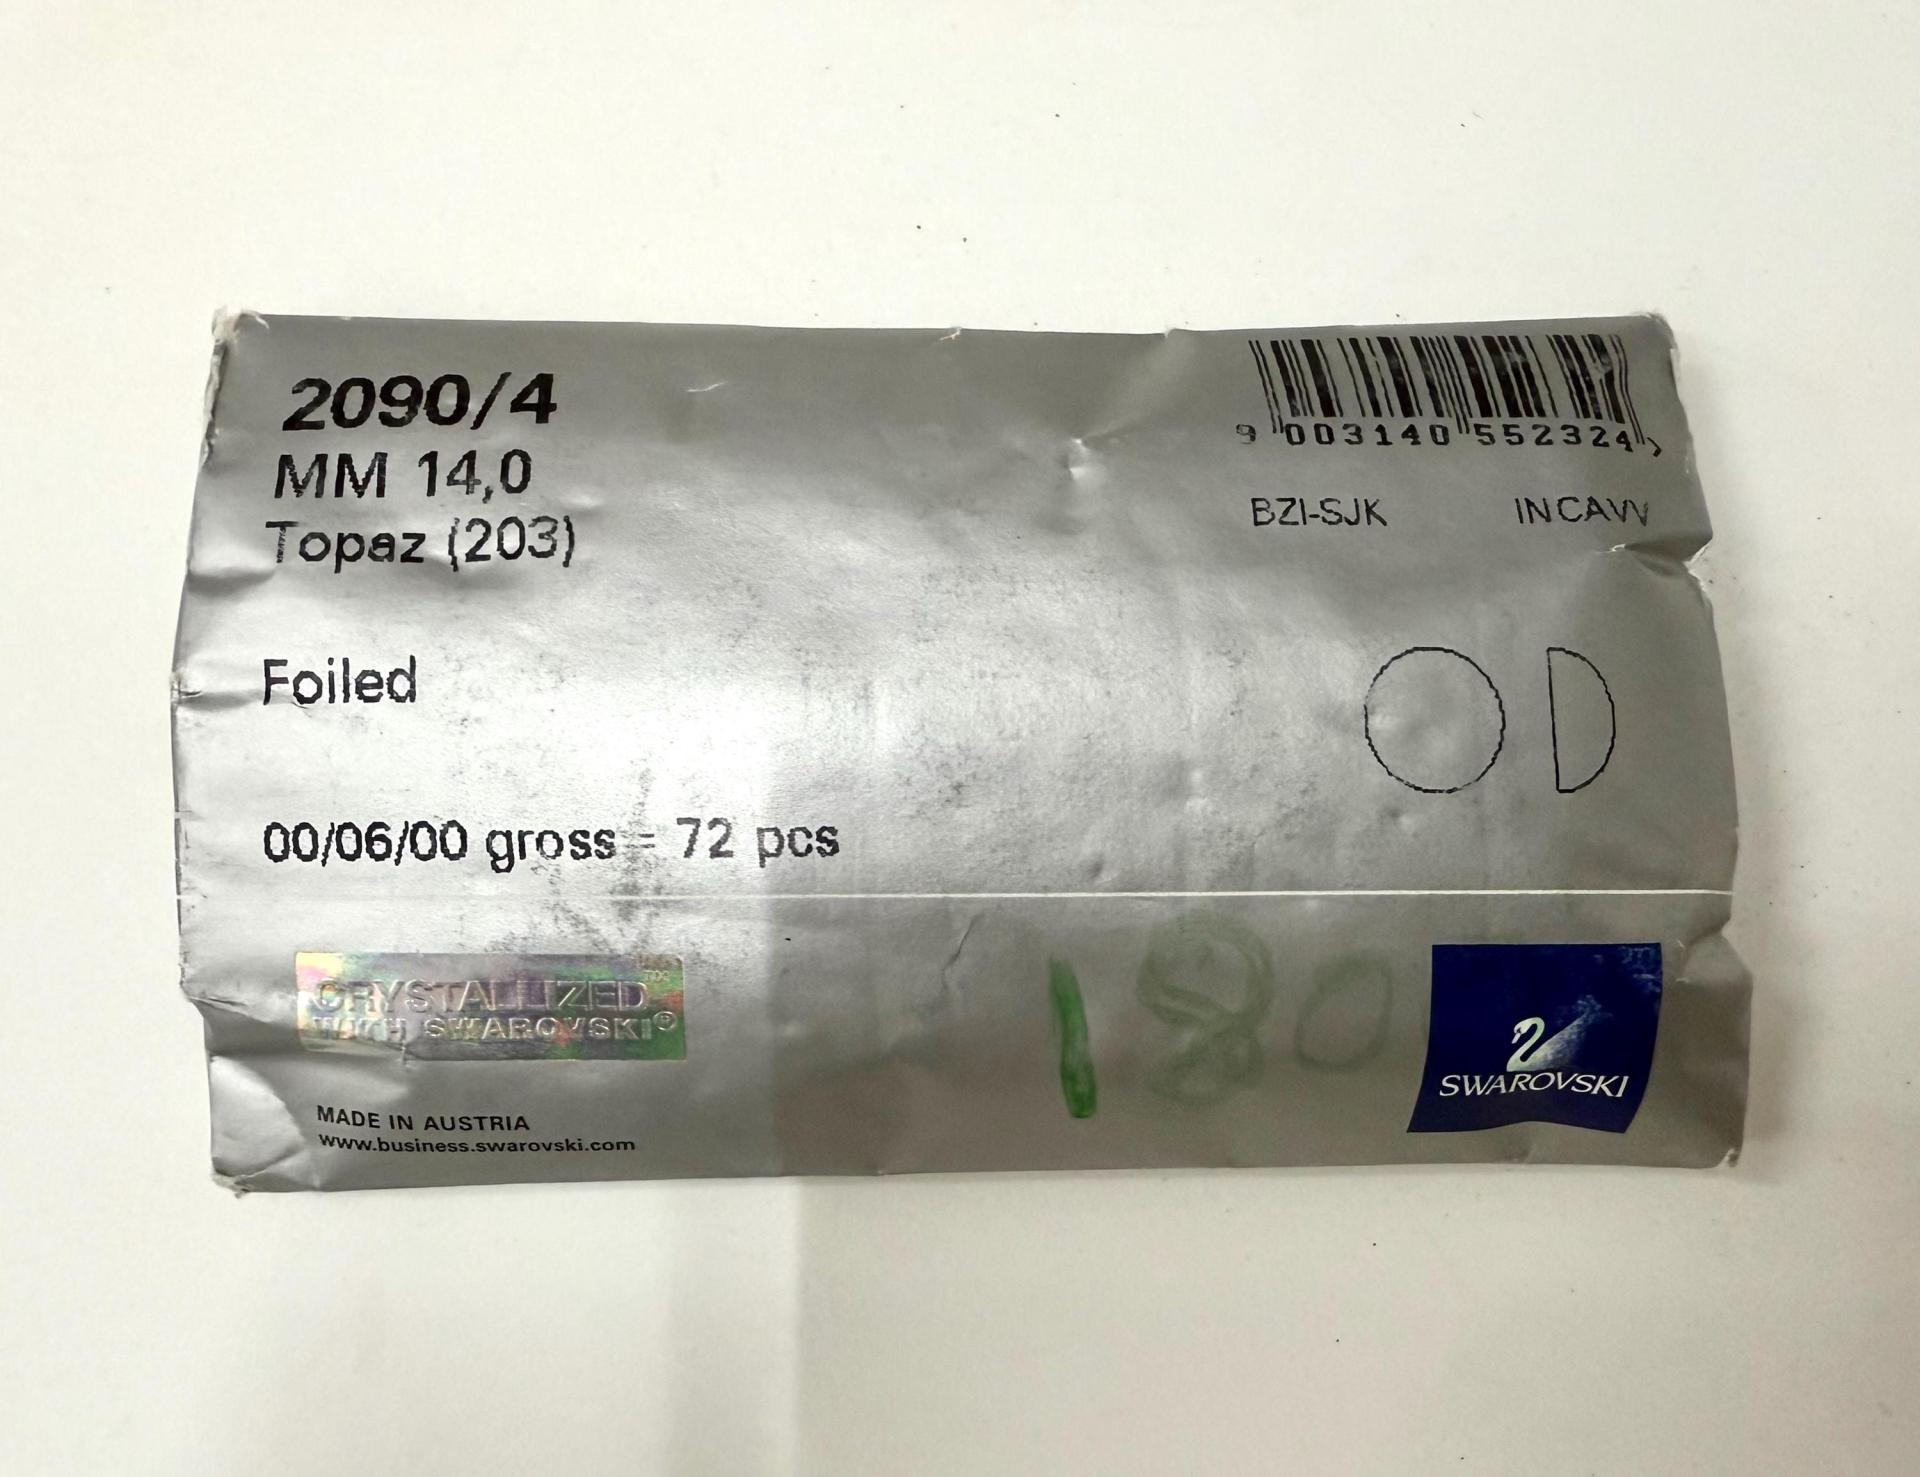 2090/4
MM 14,0
Topaz (203)
9 003140 552324 >
BZI-SJK INCAVV
Foiled
00/06/00 gross = 72 pcs
CRYSTALLIZED™
WITH SWAROVSKI®
180
SWAROVSKI
MADE IN AUSTRIA
www.business.swarovski.com